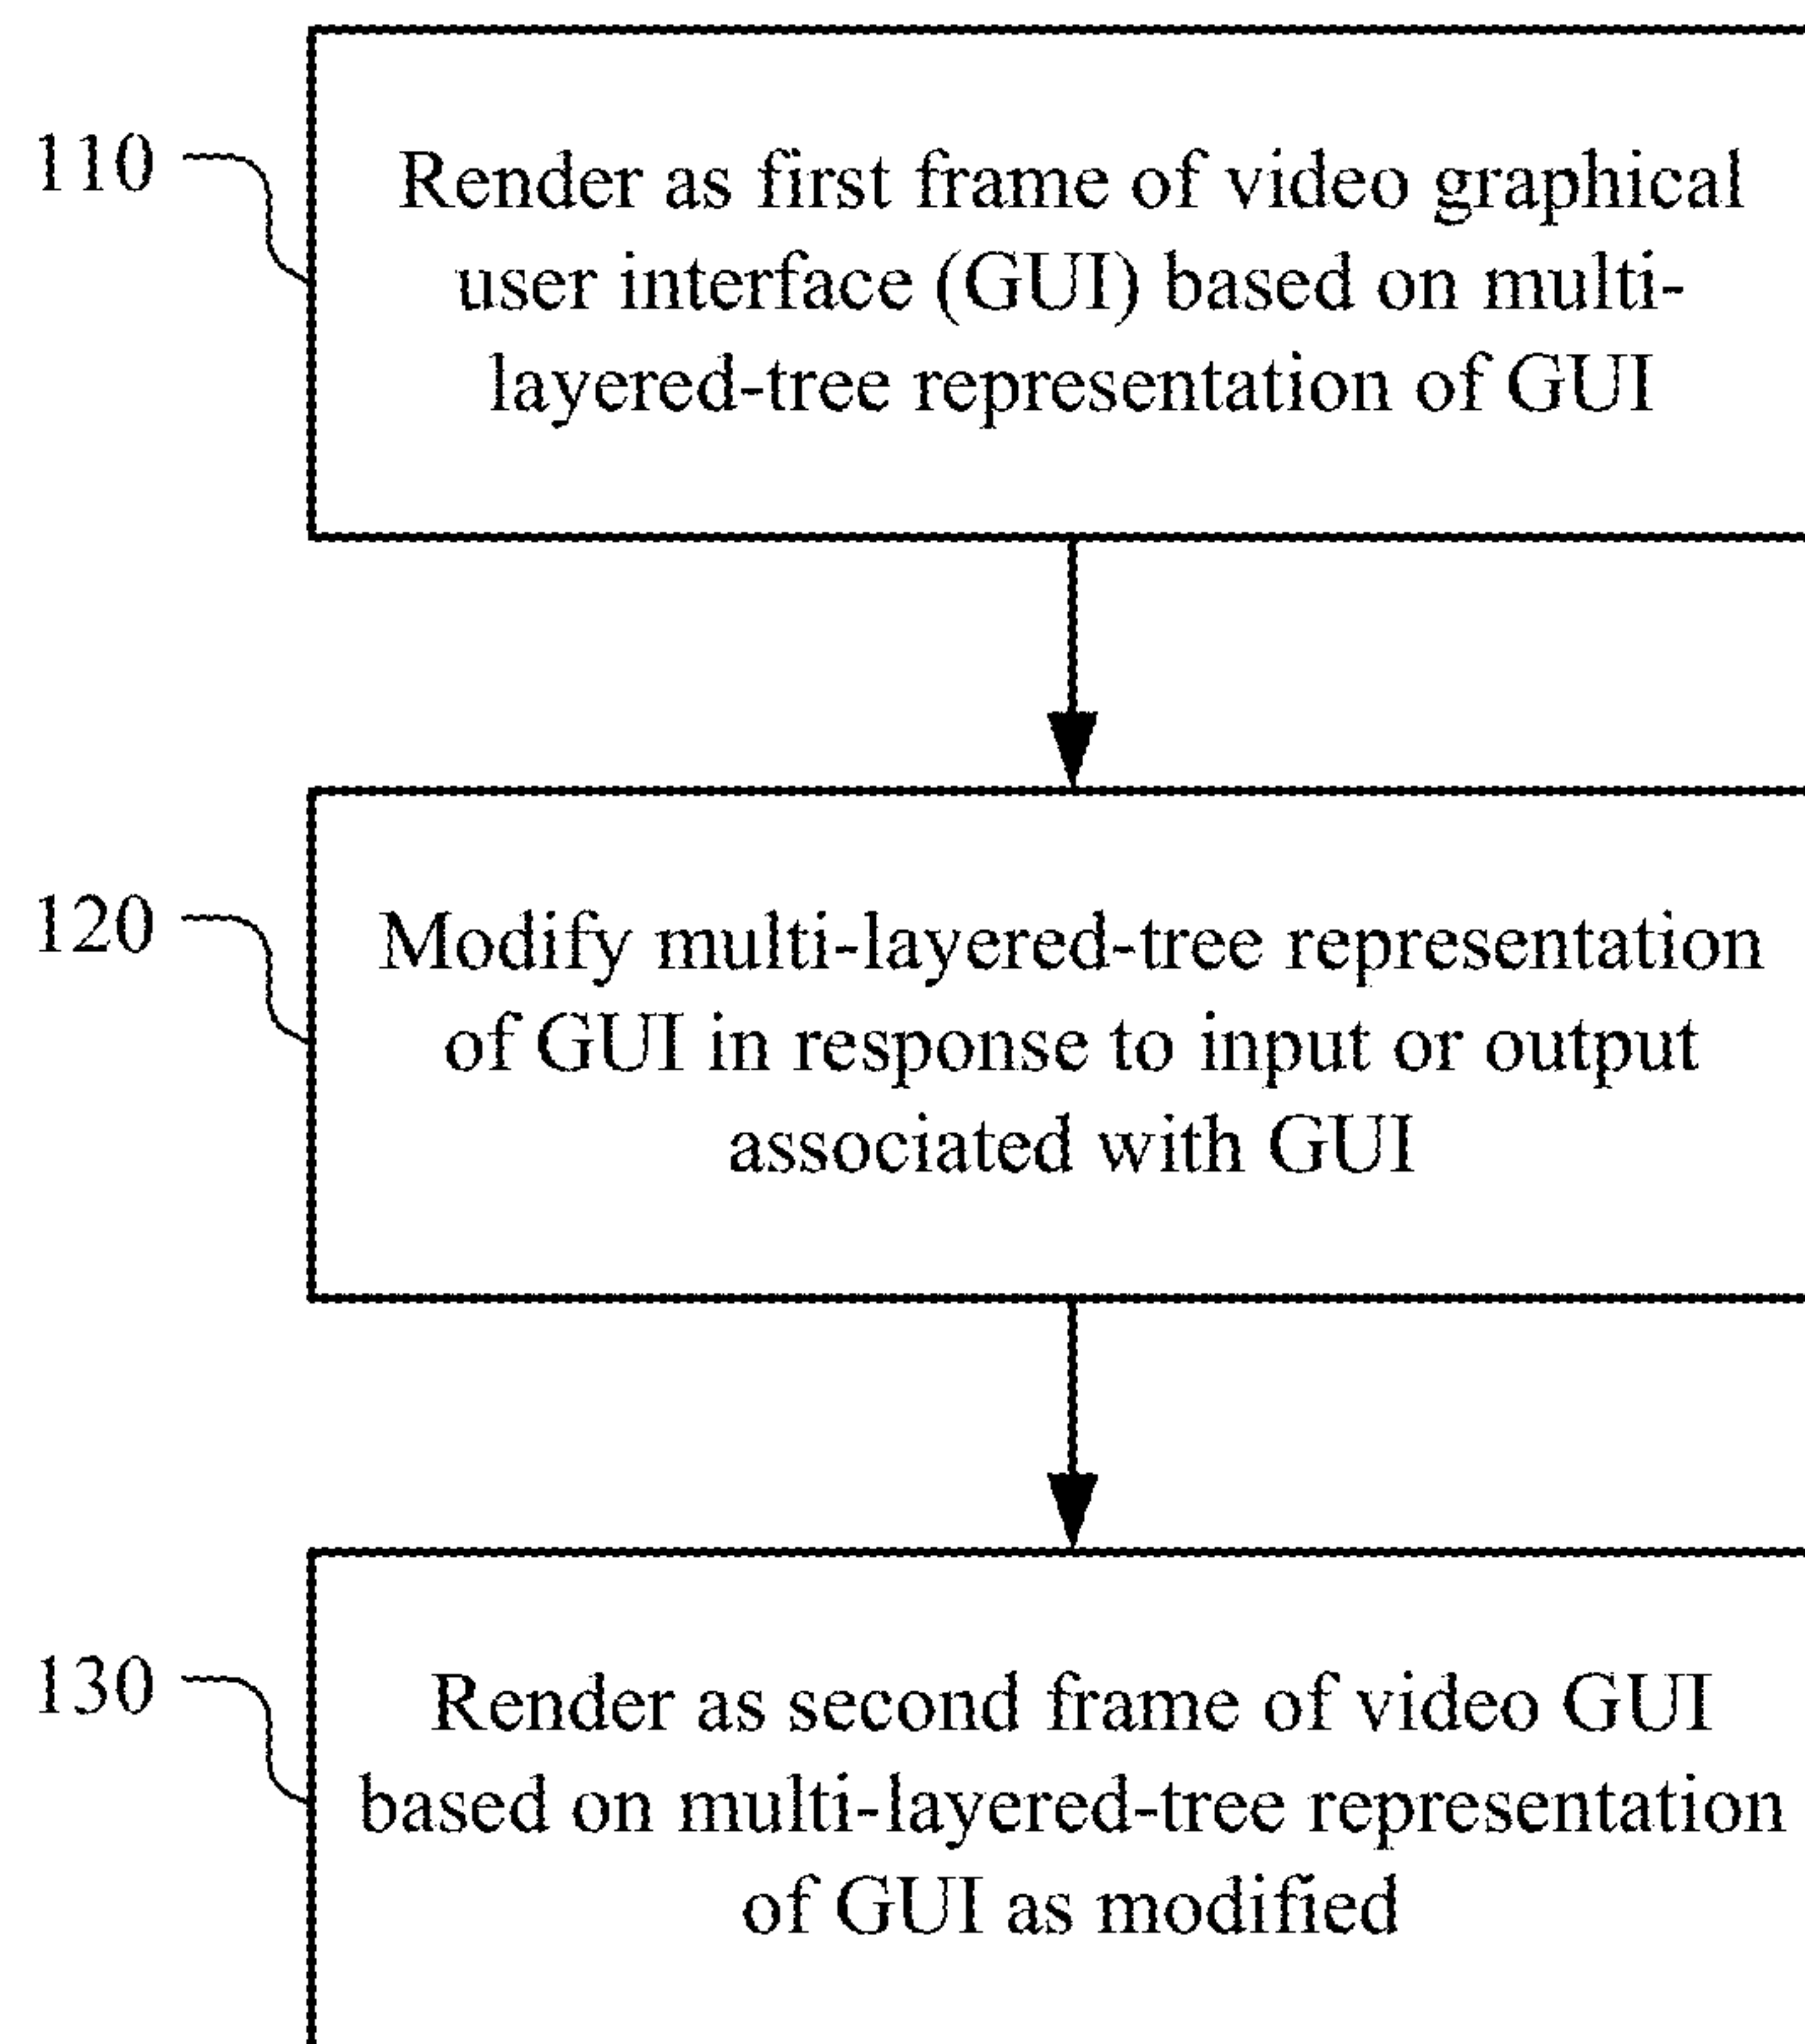 110
Render as first frame of video graphical
user interface (GUI) based on multi-
layered-tree representation of GUI
120
Modify multi-layered-tree representation
of GUI in response to input or output
associated with GUI
130
Render as second frame of video GUI
based on multi-layered-tree representation
of GUI as modified